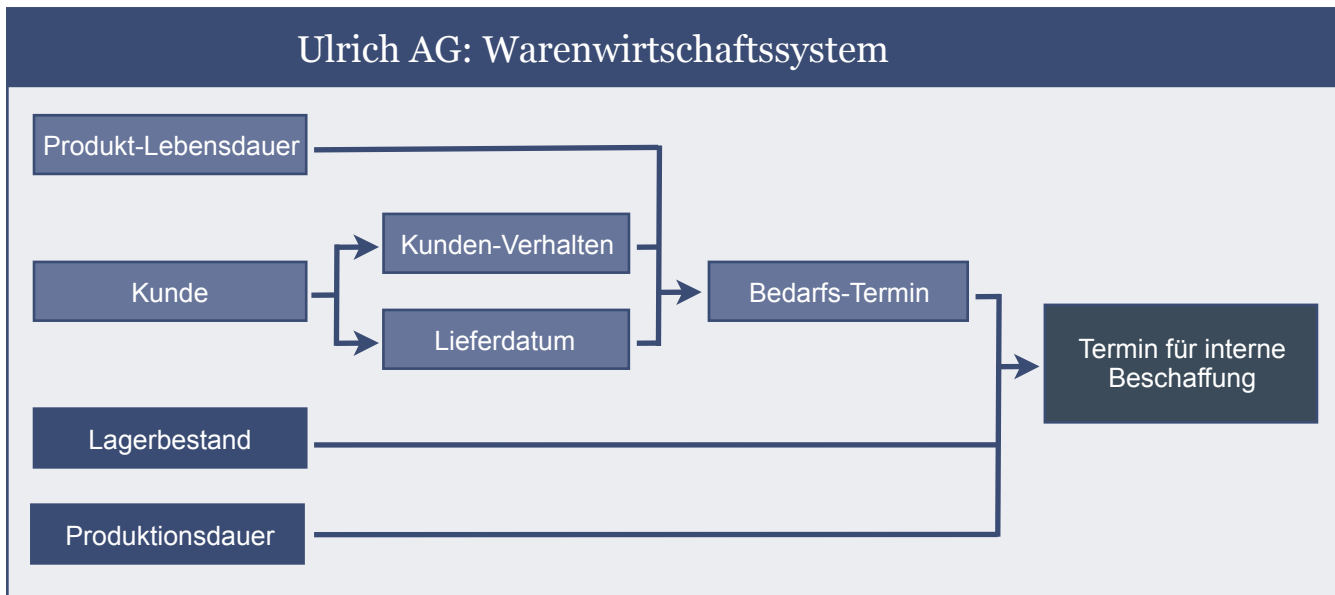 Ulrich AG: Warenwirtschaftssystem
Produkt-Lebensdauer
Kunden-Verhalten
Kunde
Bedarfs-Termin
Lieferdatum
Termin für interne
Beschaffung
Lagerbestand
Produktionsdauer